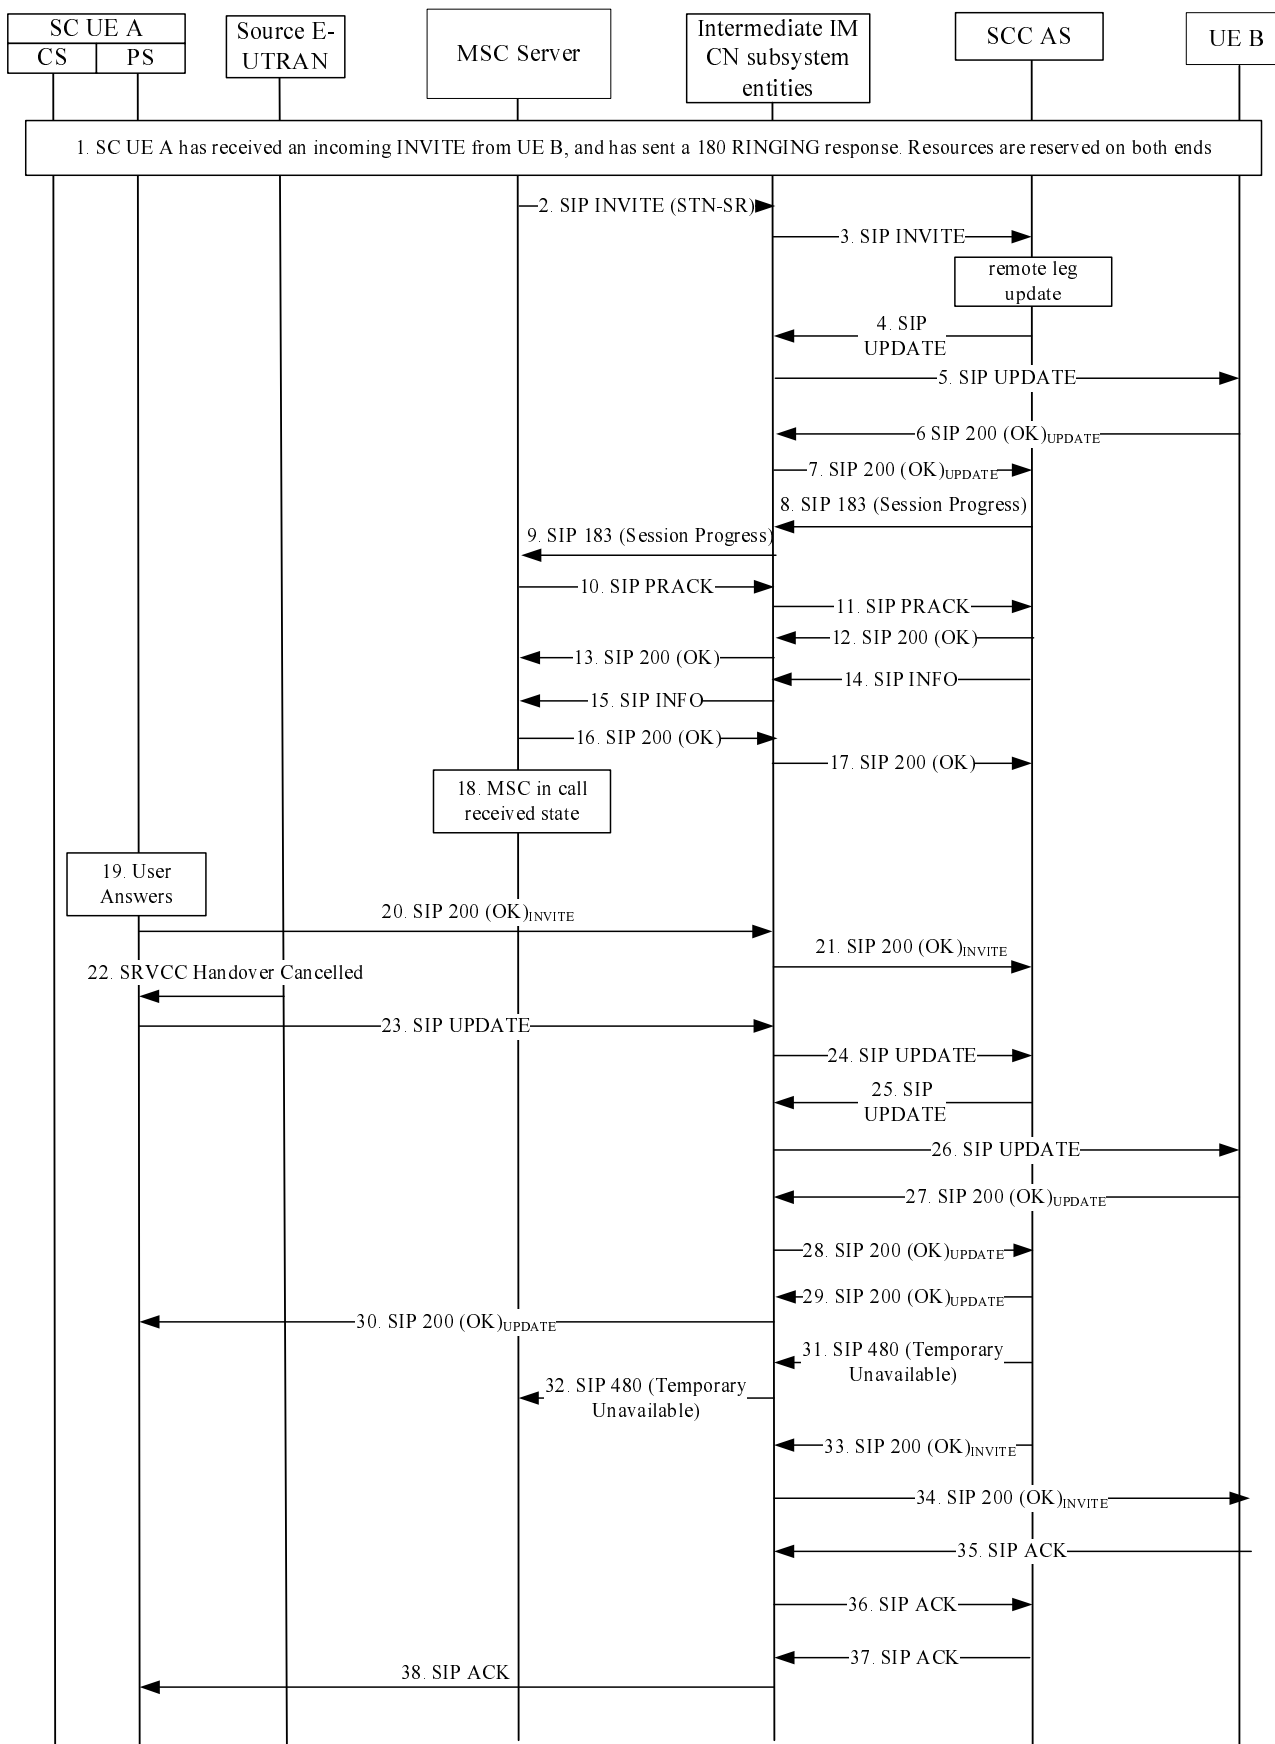 SC UE A
CS
PS
Source E-
UTRAN
MSC Server
Intermediate IM
CN subsystem
entities
SCC AS
UE B
1. SC UE A has received an incoming INVITE from UE B, and has sent a 180 RINGING response. Resources are reserved on both ends
2. SIP INVITE (STN-SR)
3. SIP INVITE
remote leg
update
4. SIP
UPDATE
5. SIP UPDATE
6 SIP 200 (OK)UPDATE
7. SIP 200 (OK)UPDATE
8. SIP 183 (Session Progress)
9. SIP 183 (Session Progress)
10. SIP PRACK
11. SIP PRACK
12. SIP 200 (OK)
13. SIP 200 (OK)
14. SIP INFO
15. SIP INFO
16. SIP 200 (OK)
17. SIP 200 (OK)
18. MSC in call
received state
19. User
Answers
20. SIP 200 (OK)INVITE
21. SIP 200 (OK)INVITE
22. SRVCC Handover Cancelled
23. SIP UPDATE
24. SIP UPDATE
25. SIP
UPDATE
26. SIP UPDATE
27. SIP 200 (OK)UPDATE
28. SIP 200 (OK)UPDATE
29. SIP 200 (OK)UPDATE
30. SIP 200 (OK)UPDATE
31. SIP 480 (Temporary
Unavailable)
32. SIP 480 (Temporary
Unavailable)
33. SIP 200 (OK)INVITE
34. SIP 200 (OK)INVITE
35. SIP ACK
36. SIP ACK
37. SIP ACK
38. SIP ACK